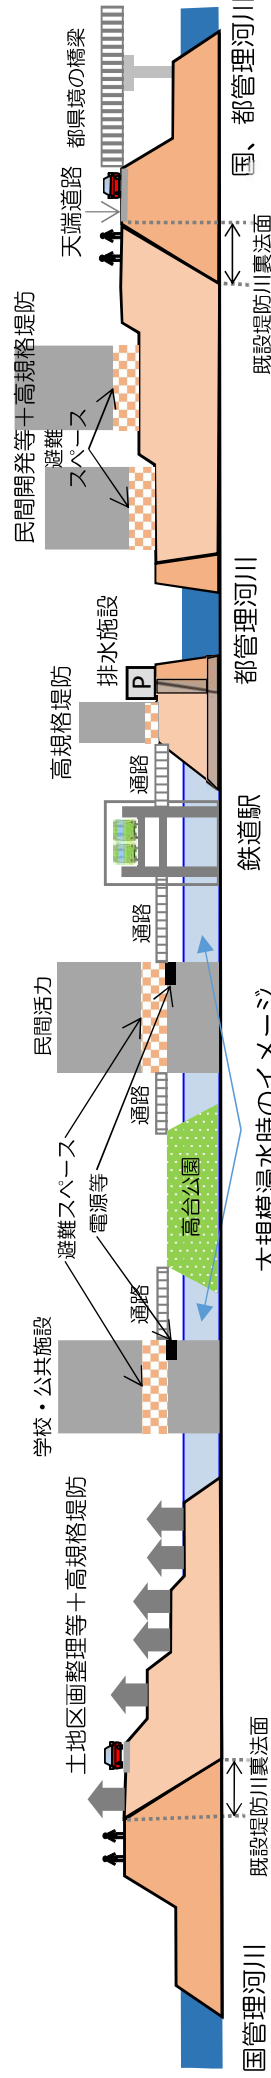 国管理河川
既設堤防川裏法面
土地区画整理等＋高規格堤防
学校・公共施設
避難スペース
電源等
通路
高台公園
大規模浸水時のイメージ
通路
民間活力
通路
鉄道駅
通路
高規格堤防
排水施設
P
都管理河川
民間開発等＋高規格堤防
避難
スペース
天端道路
都県境の橋梁
既設堤防川裏法面
国、都管理河川